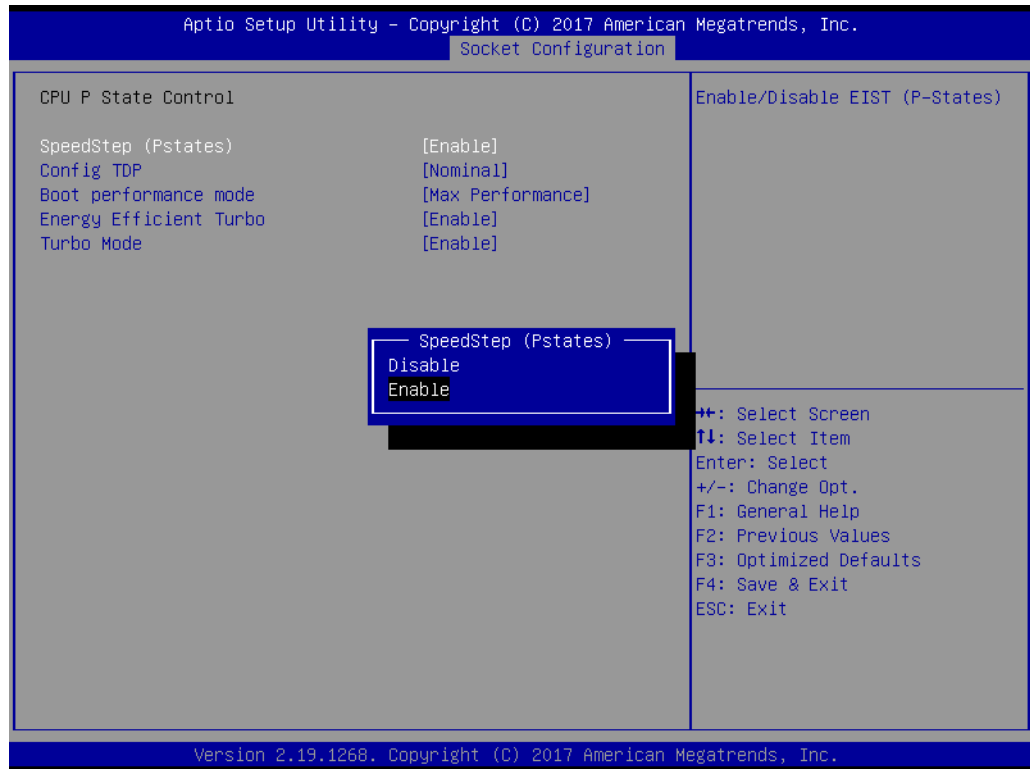 Aptio Setup Utility – Copyright (C) 2017 American Megatrends, Inc.
Socket Configuration
CPU P State Control
SpeedStep (Pstates) [Enable]
Config TDP [Nominal]
Boot performance mode [Max Performance]
Energy Efficient Turbo [Enable]
Turbo Mode [Enable]
SpeedStep (Pstates)
Disable
Enable
Enable/Disable EIST (P-States)
→←: Select Screen
↑↓: Select Item
Enter: Select
+/-: Change Opt.
F1: General Help
F2: Previous Values
F3: Optimized Defaults
F4: Save & Exit
ESC: Exit
Version 2.19.1268. Copyright (C) 2017 American Megatrends, Inc.